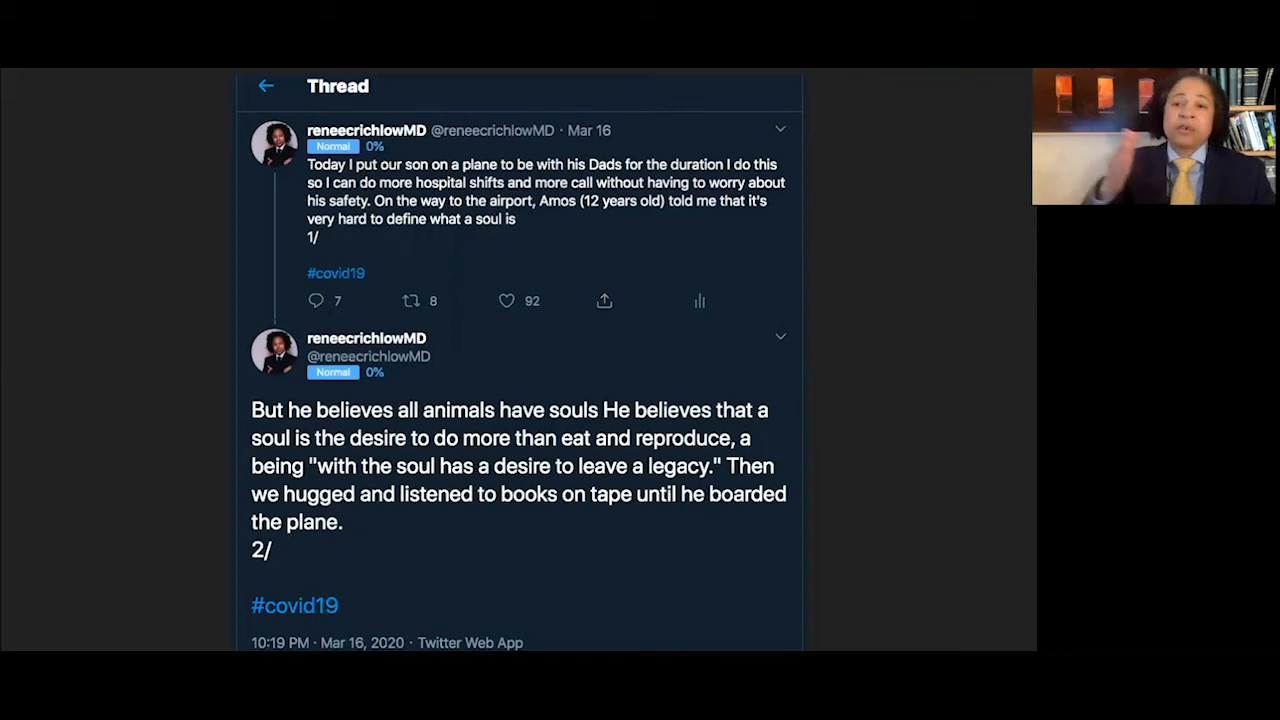 Thread
reneecrichlowMD @reneecrichlowMD · Mar 16
Normal 0%
Today I put our son on a plane to be with his Dads for the duration I do this
so I can do more hospital shifts and more call without having to worry about
his safety. On the way to the airport, Amos (12 years old) told me that it's
very hard to define what a soul is
1/
#covid19
7 8 92
reneecrichlowMD
@reneecrichlowMD
Normal 0%
But he believes all animals have souls He believes that a
soul is the desire to do more than eat and reproduce, a
being "with the soul has a desire to leave a legacy." Then
we hugged and listened to books on tape until he boarded
the plane.
2/
#covid19
10:19 PM · Mar 16, 2020 · Twitter Web App